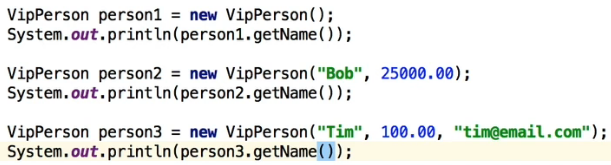 VipPerson person1 = new VipPerson();
System.out.println(person1.getName());
VipPerson person2 = new VipPerson("Bob", 25000.00);
System.out.println(person2.getName());
VipPerson person3 = new VipPerson("Tim", 100.00, "tim@email.com");
System.out.println(person3.getName());